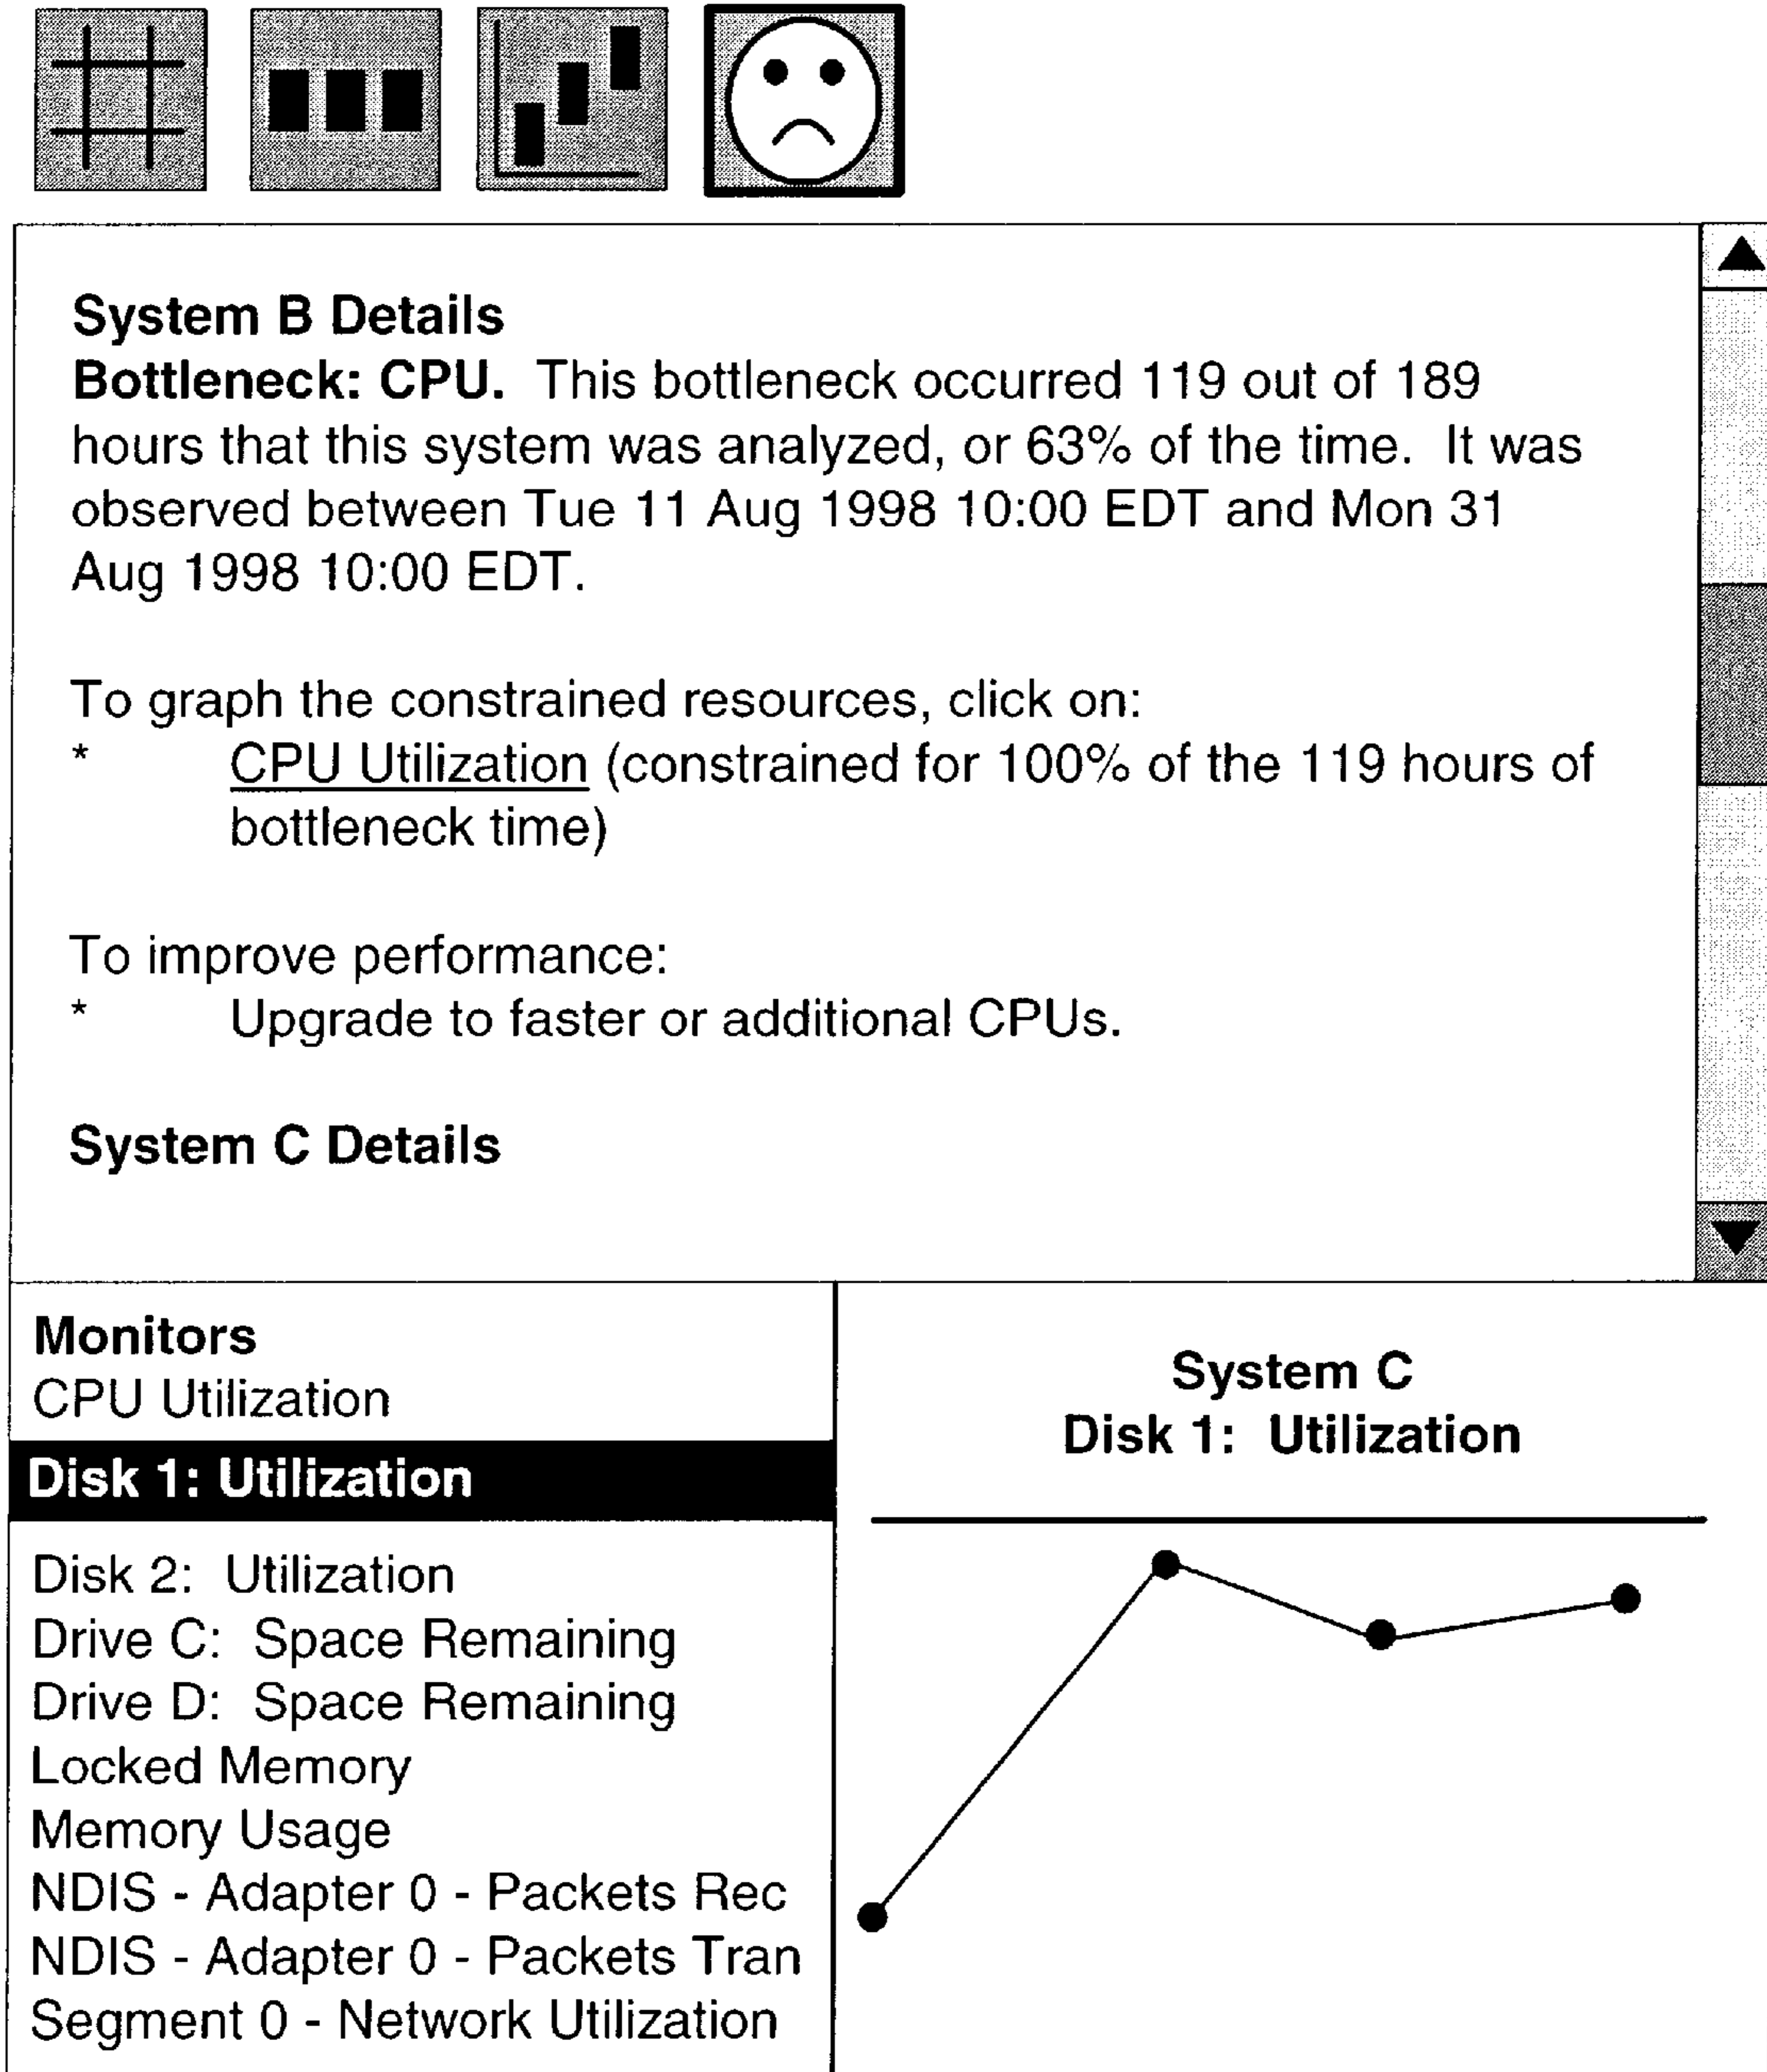 System B Details
Bottleneck: CPU. This bottleneck occurred 119 out of 189
hours that this system was analyzed, or 63% of the time. It was
observed between Tue 11 Aug 1998 10:00 EDT and Mon 31
Aug 1998 10:00 EDT.
To graph the constrained resources, click on:
* CPU Utilization (constrained for 100% of the 119 hours of
bottleneck time)
To improve performance:
* Upgrade to faster or additional CPUs.
System C Details
Monitors
CPU Utilization
Disk 1: Utilization
Disk 2: Utilization
Drive C: Space Remaining
Drive D: Space Remaining
Locked Memory
Memory Usage
NDIS - Adapter 0 - Packets Rec
NDIS - Adapter 0 - Packets Tran
Segment 0 - Network Utilization
System C
Disk 1: Utilization